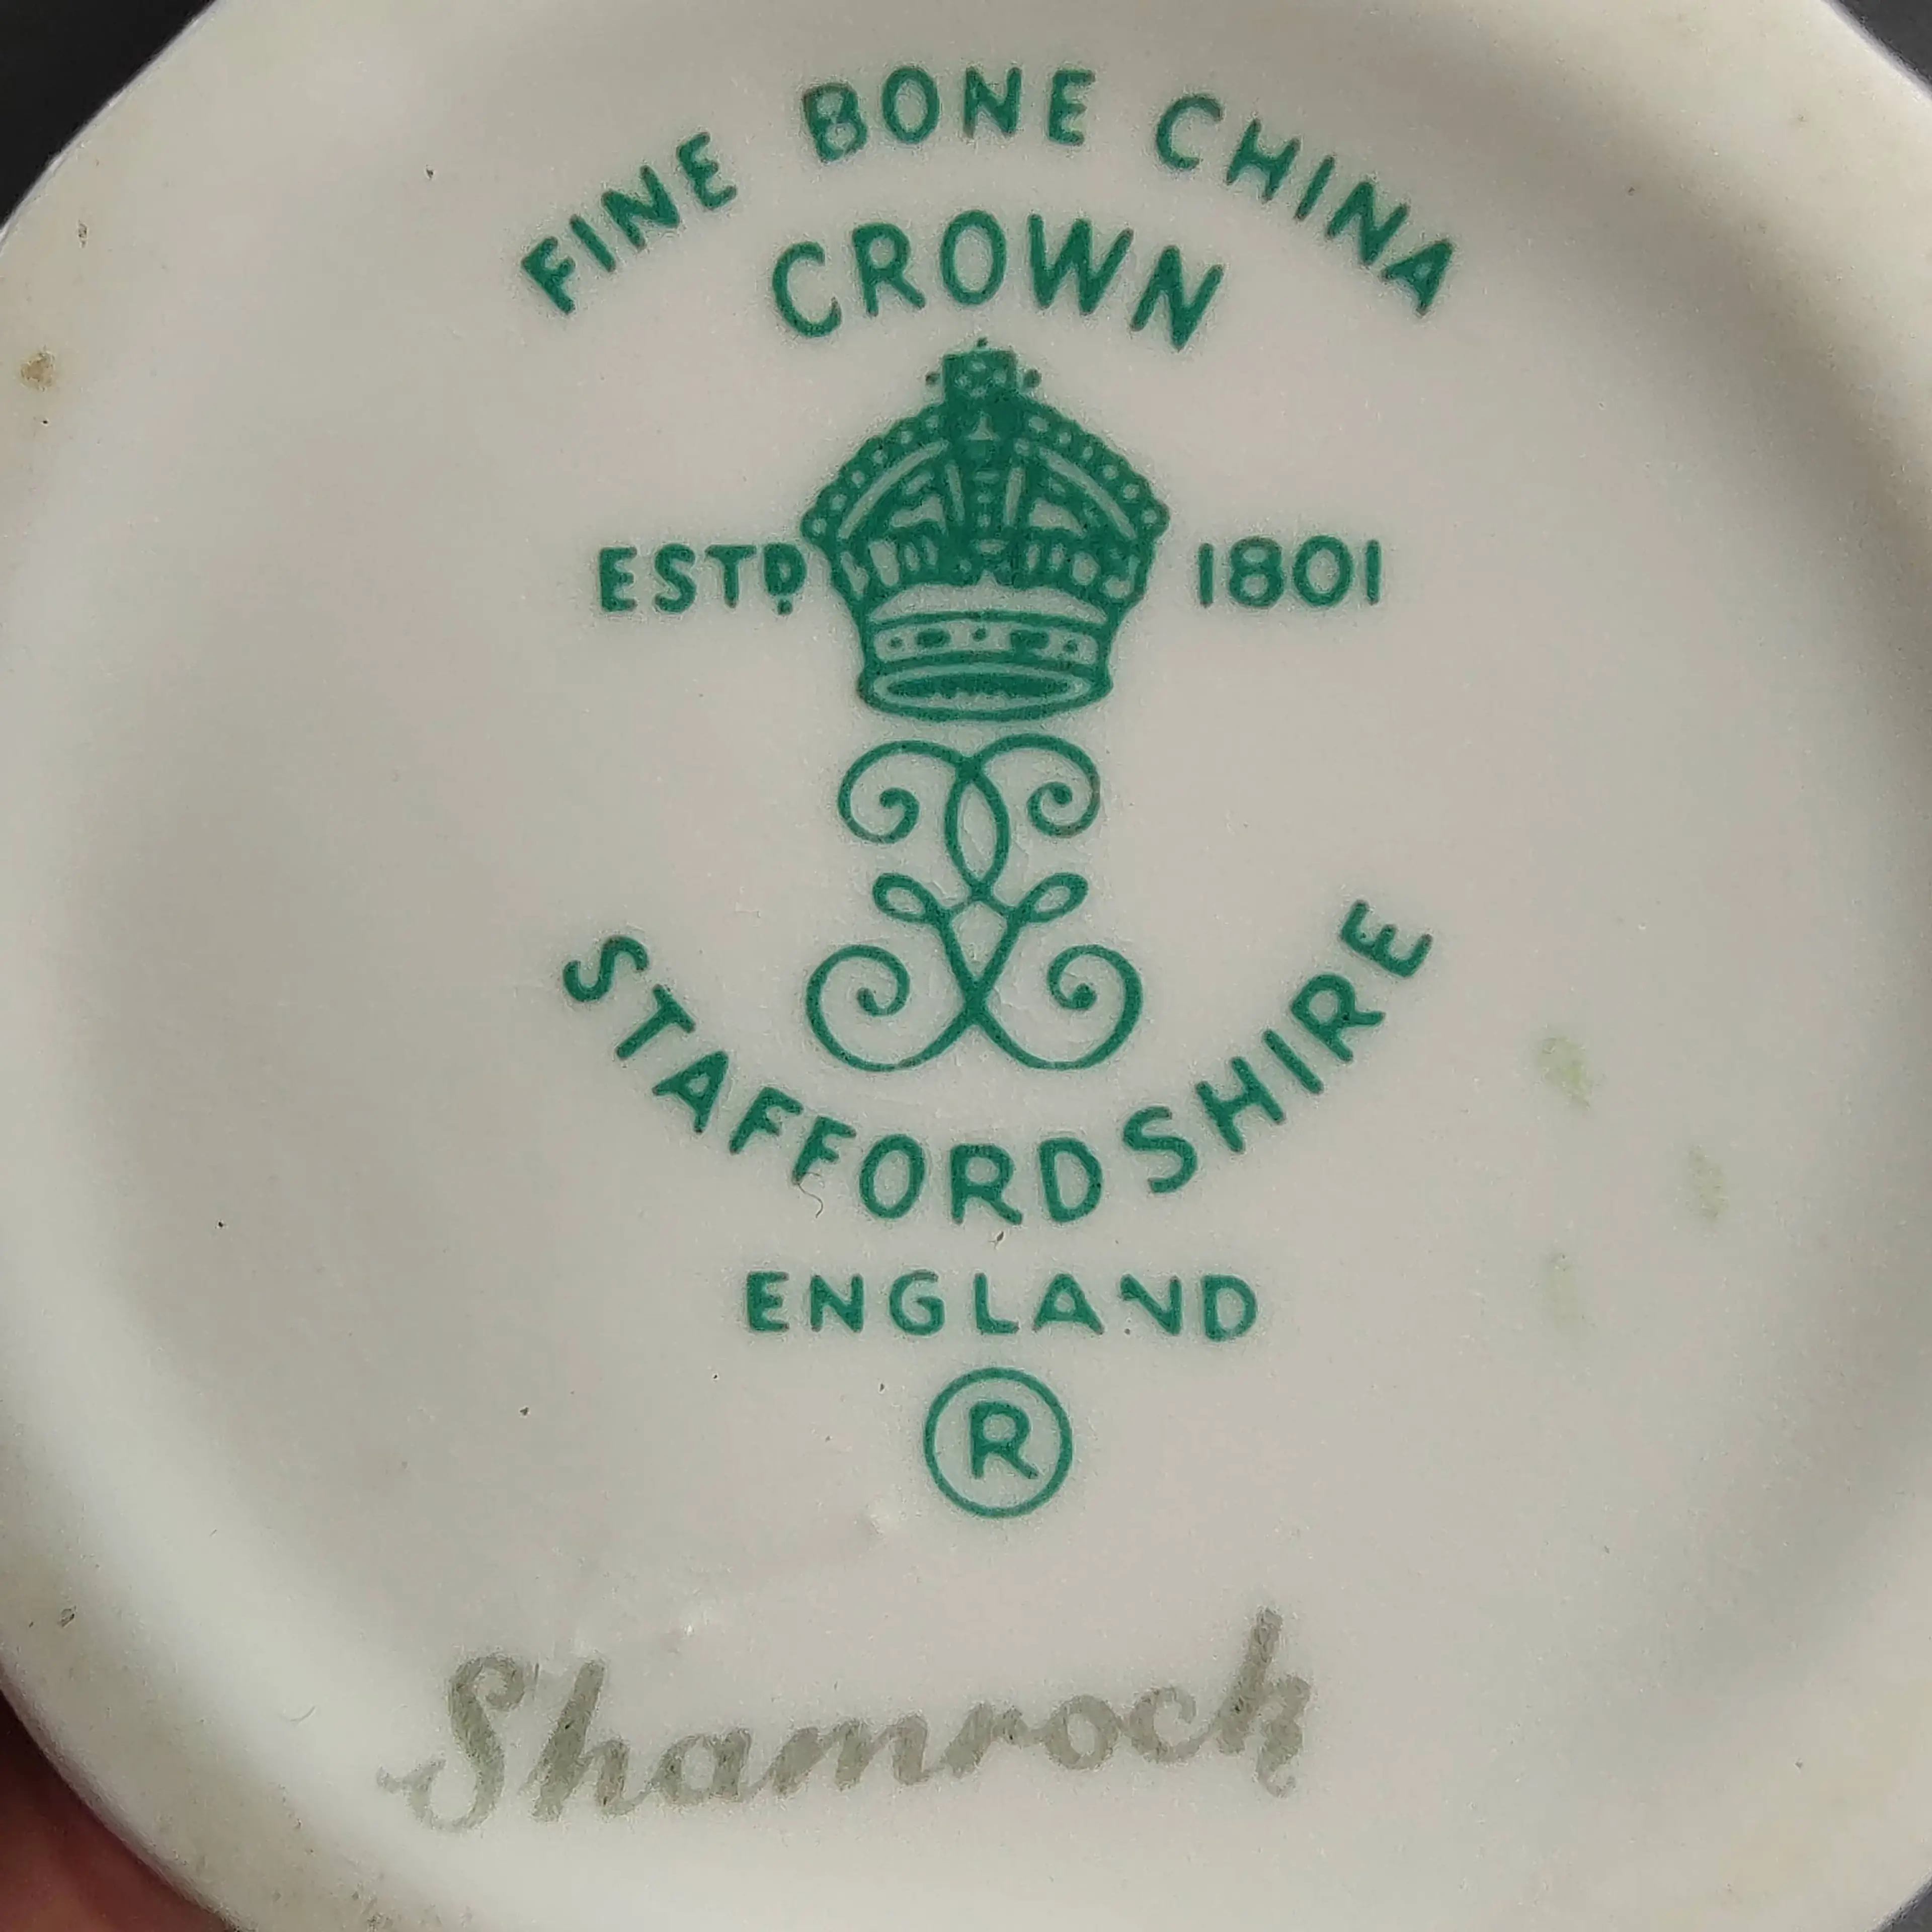 FINE BONE CHINA
CROWN
ESTD 1801
STAFFORDSHIRE
ENGLAND
®
Shamrock